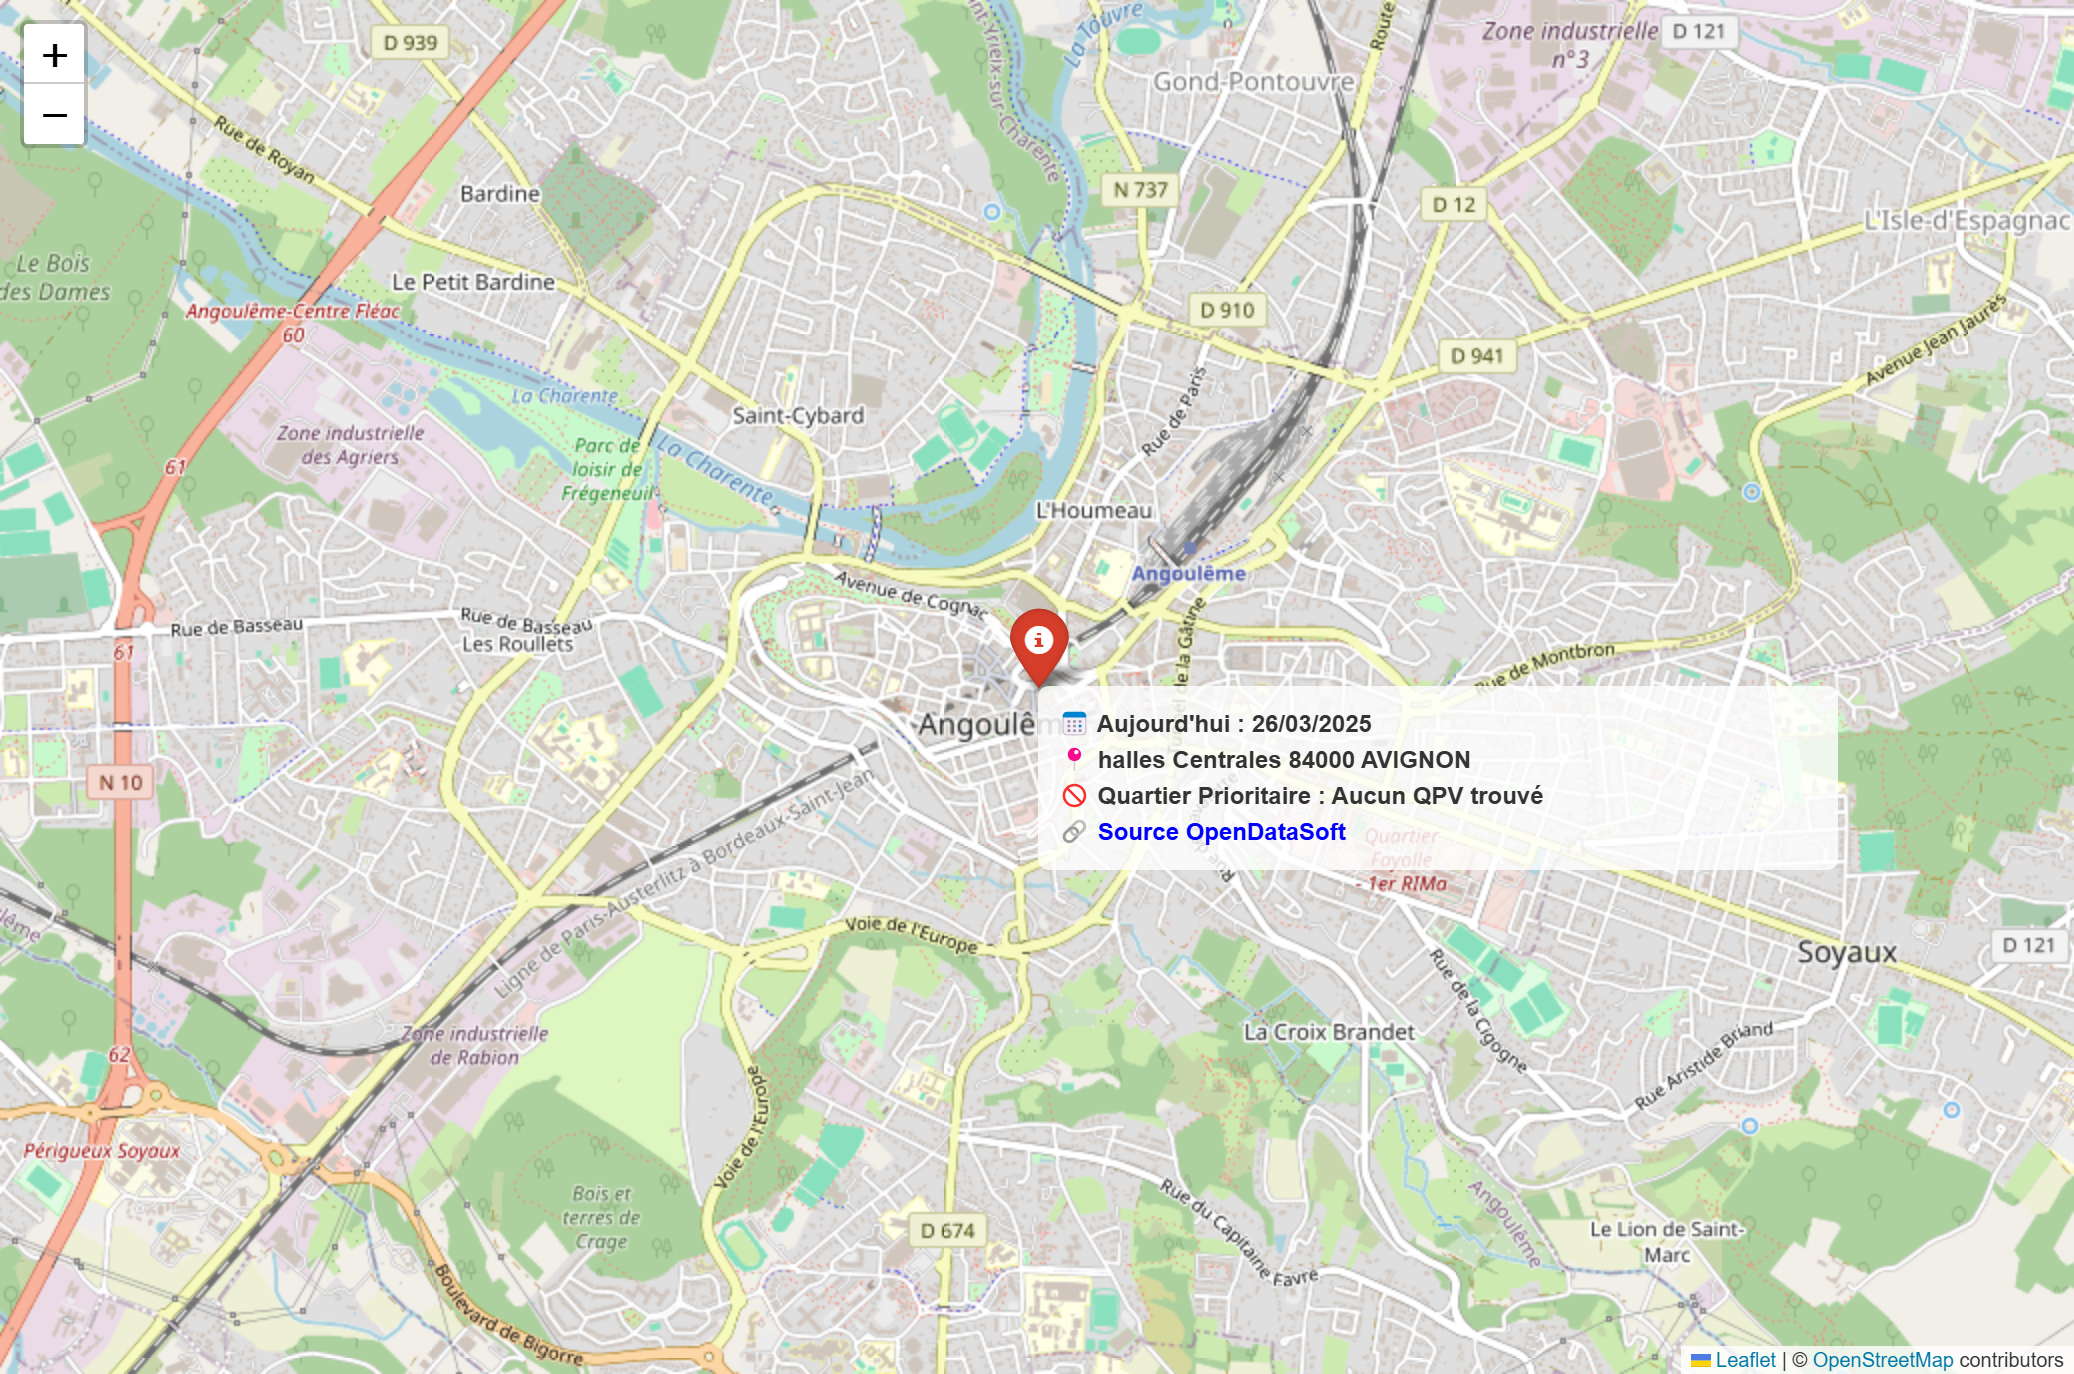 +
−
D 939
Rue de Royan
Bardine
Le Petit Bardine
Le Bois
des Dames
Angoulême-Centre Fléac
60
La Touvre
Gond-Pontouvre
Route
Zone industrielle
n°3
D 121
N 737
D 12
L'Isle-d'Espagnac
D 910
D 941
Avenue Jean Jaurès
Rue de Paris
La Charente
Saint-Cybard
Zone industrielle
des Agriers
61
Parc de
loisir de
Frégeneuil
La Charente
L'Houmeau
Angoulême
Avenue de Cognac
Rue de Basseau
Rue de Basseau
Les Roullets
61
Rue de Montbron
de la Gâtine
N 10
Angoulêm
Aujourd'hui : 26/03/2025
halles Centrales 84000 AVIGNON
Quartier Prioritaire : Aucun QPV trouvé
Source OpenDataSoft
Quartier
Fayolle
- 1er RIMa
Ligne de Paris-Austerlitz à Bordeaux-Saint-Jean
Voie de l'Europe
Soyaux
D 121
Rue de la Cigogne
La Croix Brandet
Rue Aristide Briand
Zone industrielle
de Rabion
62
Voie de l'Europe
Périgueux Soyaux
Bois et
terres de
Crage
D 674
Rue du Capitaine Favre
Angoulême
Le Lion de Saint-
Marc
Boulevard de Bigorre
Leaflet | © OpenStreetMap contributors